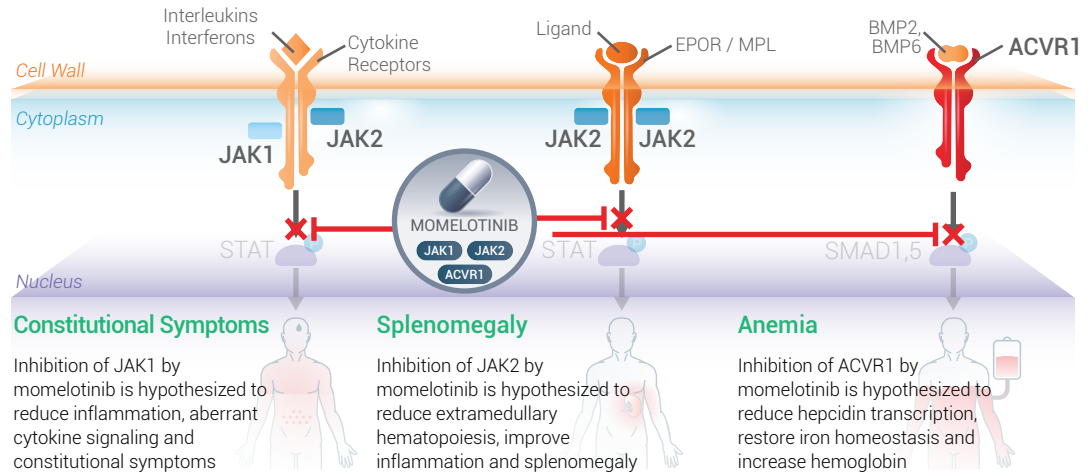 Interleukins
Interferons
Cytokine
Receptors
Ligand
EPOR / MPL
BMP2,
BMP6
ACVR1
Cell Wall
Cytoplasm
JAK1
JAK2
JAK2
JAK2
MOMELOTINIB
JAK1
JAK2
ACVR1
STAT
P
STAT
P
SMAD1,5
P
Nucleus
Constitutional Symptoms
Inhibition of JAK1 by
momelotinib is hypothesized to
reduce inflammation, aberrant
cytokine signaling and
constitutional symptoms
Splenomegaly
Inhibition of JAK2 by
momelotinib is hypothesized to
reduce extramedullary
hematopoiesis, improve
inflammation and splenomegaly
Anemia
Inhibition of ACVR1 by
momelotinib is hypothesized to
reduce hepcidin transcription,
restore iron homeostasis and
increase hemoglobin